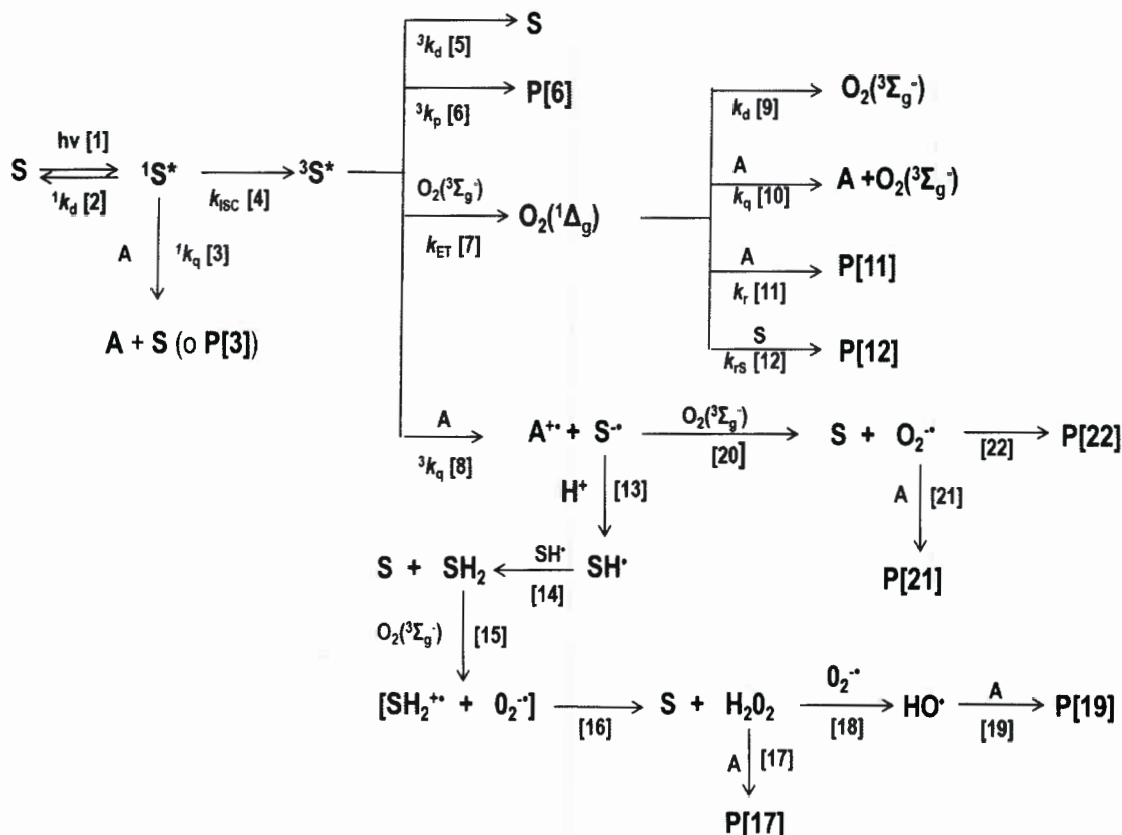 S
³k_d [5]
P[6]
³k_p [6]
hν [1]
S ¹S* ³S*
¹k_d [2]
k_ISC [4]
A ¹k_q [3]
A + S (o P[3])
O₂(³Σg⁻)
k_ET [7]
O₂(¹Δg)
O₂(³Σg⁻)
k_d [9]
A
k_q [10]
A +O₂(³Σg⁻)
A
k_r [11]
P[11]
S
k_rS [12]
P[12]
A
³k_q [8]
A⁺• + S⁻•
O₂(³Σg⁻)
[20]
S + O₂⁻•
[22]
P[22]
H⁺ [13]
A [21]
P[21]
S + SH₂
SH•
[14]
SH•
O₂(³Σg⁻) [15]
[SH₂⁺• + 0₂⁻•]
[16]
S + H₂0₂
0₂⁻•
[18]
HO•
A
[19]
P[19]
A [17]
P[17]